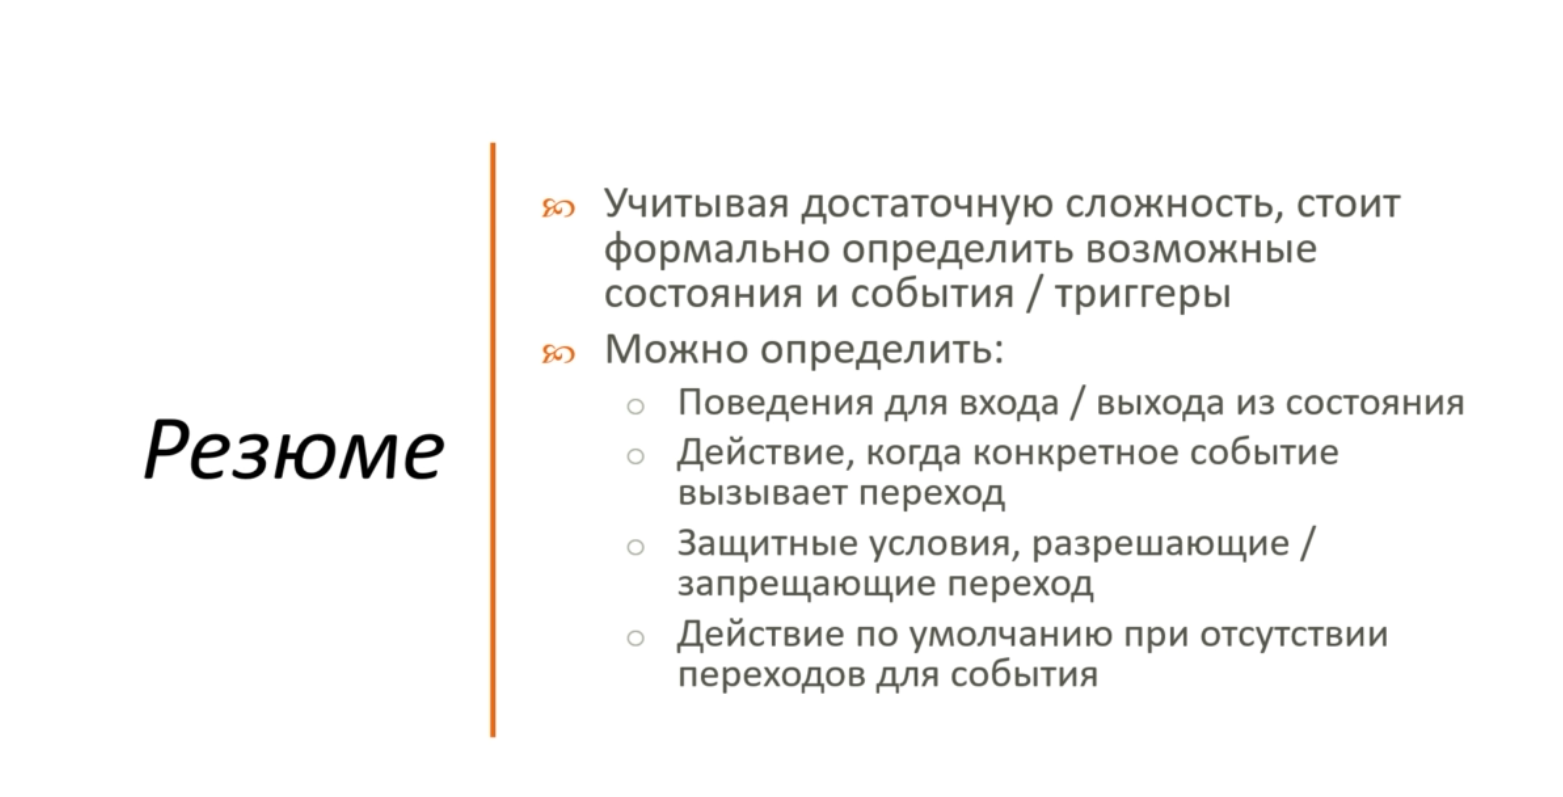 Резюме
Учитывая достаточную сложность, стоит
формально определить возможные
состояния и события / триггеры
Можно определить:
Поведения для входа / выхода из состояния
Действие, когда конкретное событие
вызывает переход
Защитные условия, разрешающие /
запрещающие переход
Действие по умолчанию при отсутствии
переходов для события